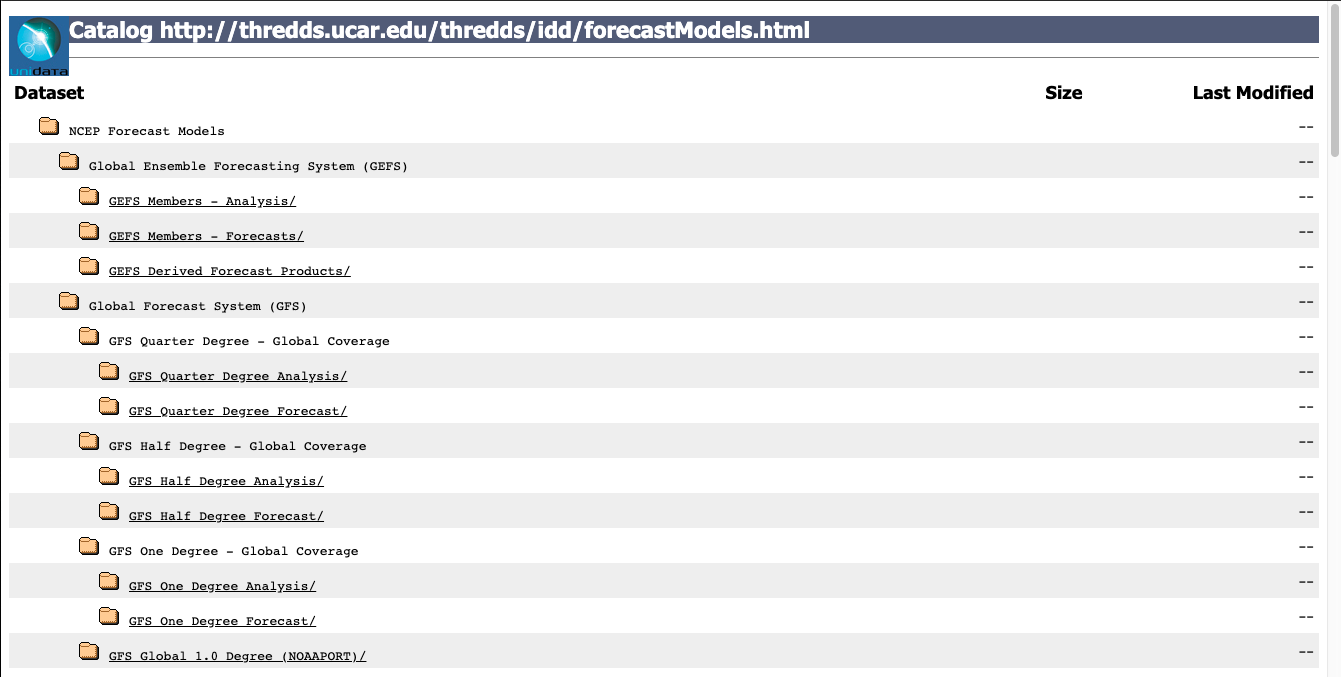 Catalog http://thredds.ucar.edu/thredds/idd/forecastModels.html
unidata
Dataset Size Last Modified
NCEP Forecast Models --
Global Ensemble Forecasting System (GEFS) --
GEFS Members - Analysis/ --
GEFS Members - Forecasts/ --
GEFS Derived Forecast Products/ --
Global Forecast System (GFS) --
GFS Quarter Degree - Global Coverage --
GFS Quarter Degree Analysis/ --
GFS Quarter Degree Forecast/ --
GFS Half Degree - Global Coverage --
GFS Half Degree Analysis/ --
GFS Half Degree Forecast/ --
GFS One Degree - Global Coverage --
GFS One Degree Analysis/ --
GFS One Degree Forecast/ --
GFS Global 1.0 Degree (NOAAPORT)/ --